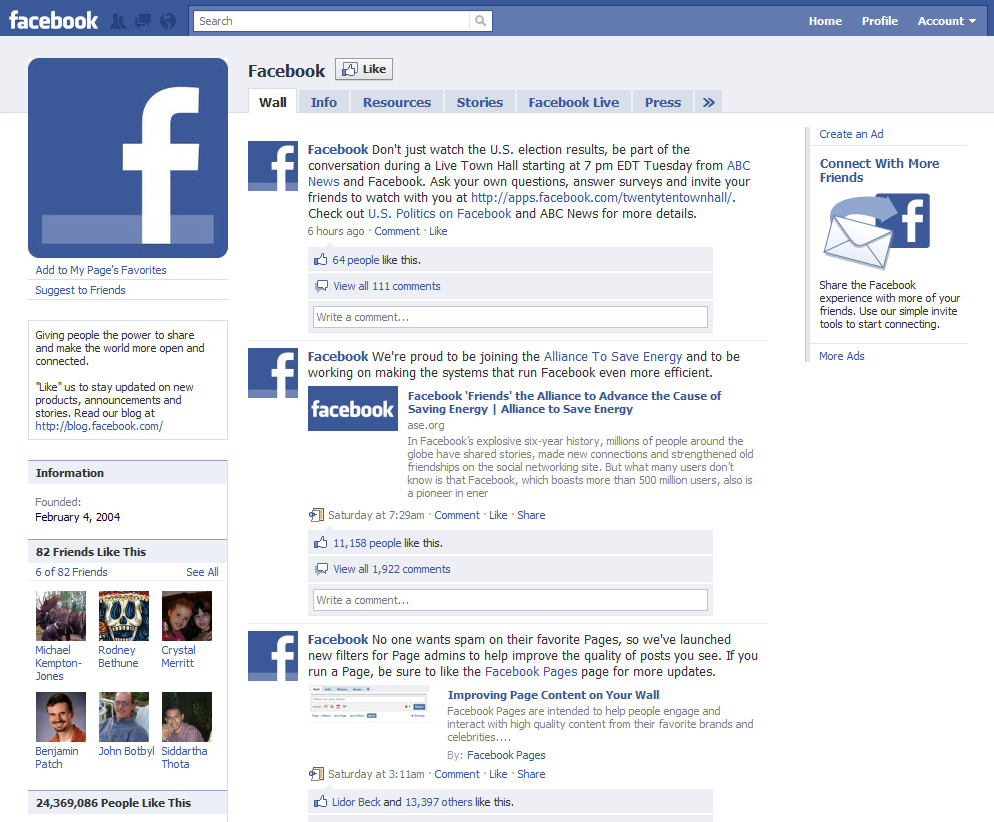 facebook
Search
Home Profile Account
Facebook
Like
Wall Info Resources Stories Facebook Live Press »
Add to My Page's Favorites
Suggest to Friends
Giving people the power to share
and make the world more open and
connected.
"Like" us to stay updated on new
products, announcements and
stories. Read our blog at
http://blog.facebook.com/
Information
Founded:
February 4, 2004
82 Friends Like This
6 of 82 Friends See All
Michael
Kempton-
Jones
Rodney
Bethune
Crystal
Merritt
Benjamin
Patch
John Botbyl
Siddartha
Thota
24,369,086 People Like This
Facebook Don't just watch the U.S. election results, be part of the
conversation during a Live Town Hall starting at 7 pm EDT Tuesday from ABC
News and Facebook. Ask your own questions, answer surveys and invite your
friends to watch with you at http://apps.facebook.com/twentytentownhall/.
Check out U.S. Politics on Facebook and ABC News for more details.
6 hours ago · Comment · Like
64 people like this.
View all 111 comments
Write a comment...
Facebook We're proud to be joining the Alliance To Save Energy and to be
working on making the systems that run Facebook even more efficient.
facebook
Facebook 'Friends' the Alliance to Advance the Cause of
Saving Energy | Alliance to Save Energy
ase.org
In Facebook's explosive six-year history, millions of people around the
globe have shared stories, made new connections and strengthened old
friendships on the social networking site. But what many users don't
know is that Facebook, which boasts more than 500 million users, also is
a pioneer in ener
Saturday at 7:29am · Comment · Like · Share
11,158 people like this.
View all 1,922 comments
Write a comment...
Facebook No one wants spam on their favorite Pages, so we've launched
new filters for Page admins to help improve the quality of posts you see. If you
run a Page, be sure to like the Facebook Pages page for more updates.
Improving Page Content on Your Wall
Facebook Pages are intended to help people engage and
interact with high quality content from their favorite brands and
celebrities....
By: Facebook Pages
Saturday at 3:11am · Comment · Like · Share
Lidor Beck and 13,397 others like this.
Create an Ad
Connect With More
Friends
Share the Facebook
experience with more of your
friends. Use our simple invite
tools to start connecting.
More Ads